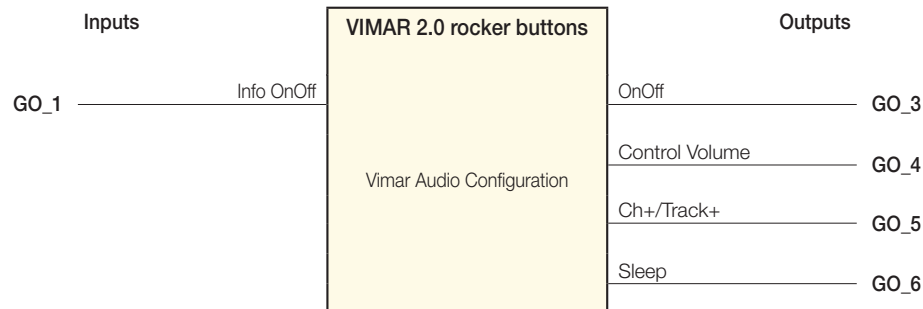 Inputs
VIMAR 2.0 rocker buttons
Outputs
GO_1
Info OnOff
OnOff
GO_3
Control Volume
GO_4
Vimar Audio Configuration
Ch+/Track+
GO_5
Sleep
GO_6